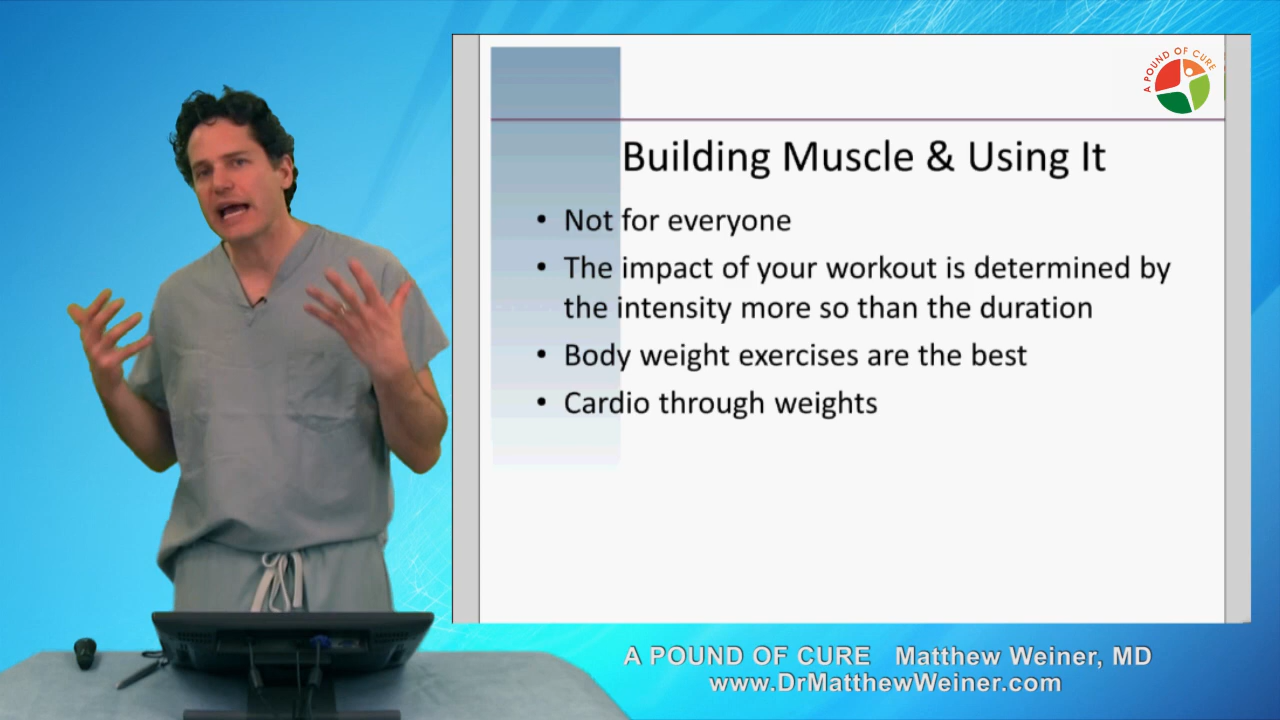 A POUND OF CURE
Building Muscle & Using It
• Not for everyone
• The impact of your workout is determined by
the intensity more so than the duration
• Body weight exercises are the best
• Cardio through weights
A POUND OF CURE Matthew Weiner, MD
www.DrMatthewWeiner.com